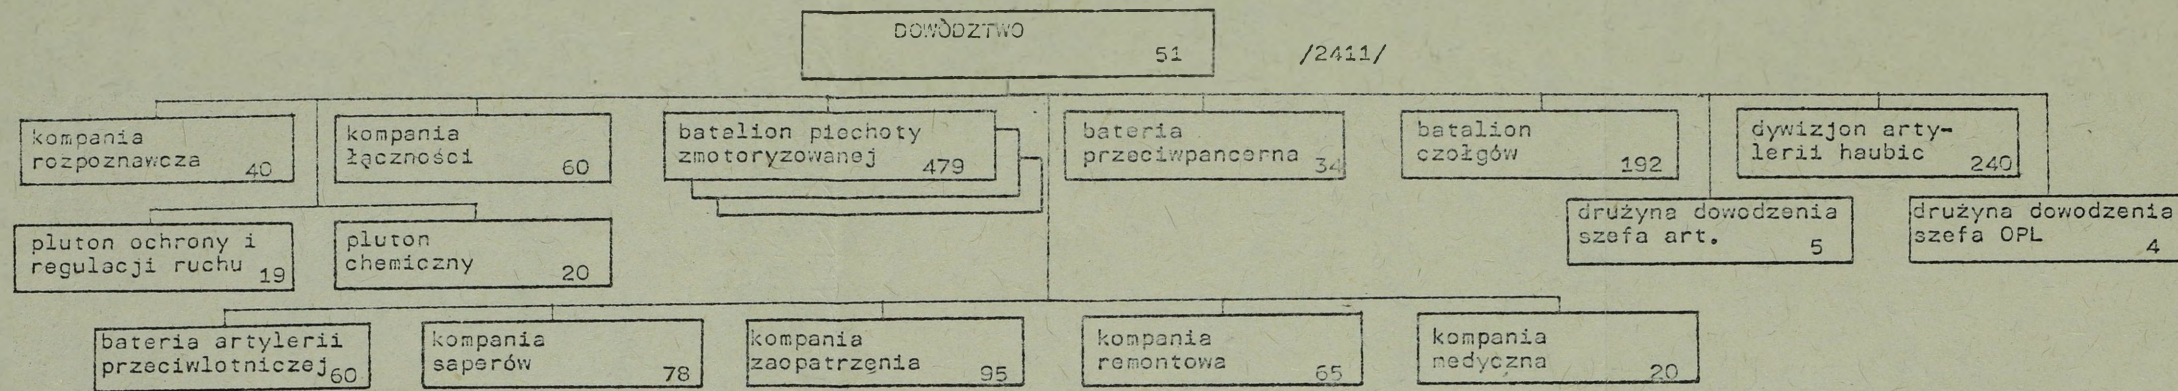 DOWÓDZTWO
51 /2411/
kompania
rozpoznawcza 40
kompania
łączności 60
batalion piechoty
zmotoryzowanej 479
bateria
przeciwpancerna 34
batalion
czołgów 192
dywizjon arty-
lerii haubic 240
pluton ochrony i
regulacji ruchu 19
pluton
chemiczny 20
drużyna dowodzenia
szefa art. 5
drużyna dowodzenia
szefa OPL 4
bateria artylerii
przeciwlotniczej 60
kompania
saperów 78
kompania
zaopatrzenia 95
kompania
remontowa 65
kompania
medyczna 20